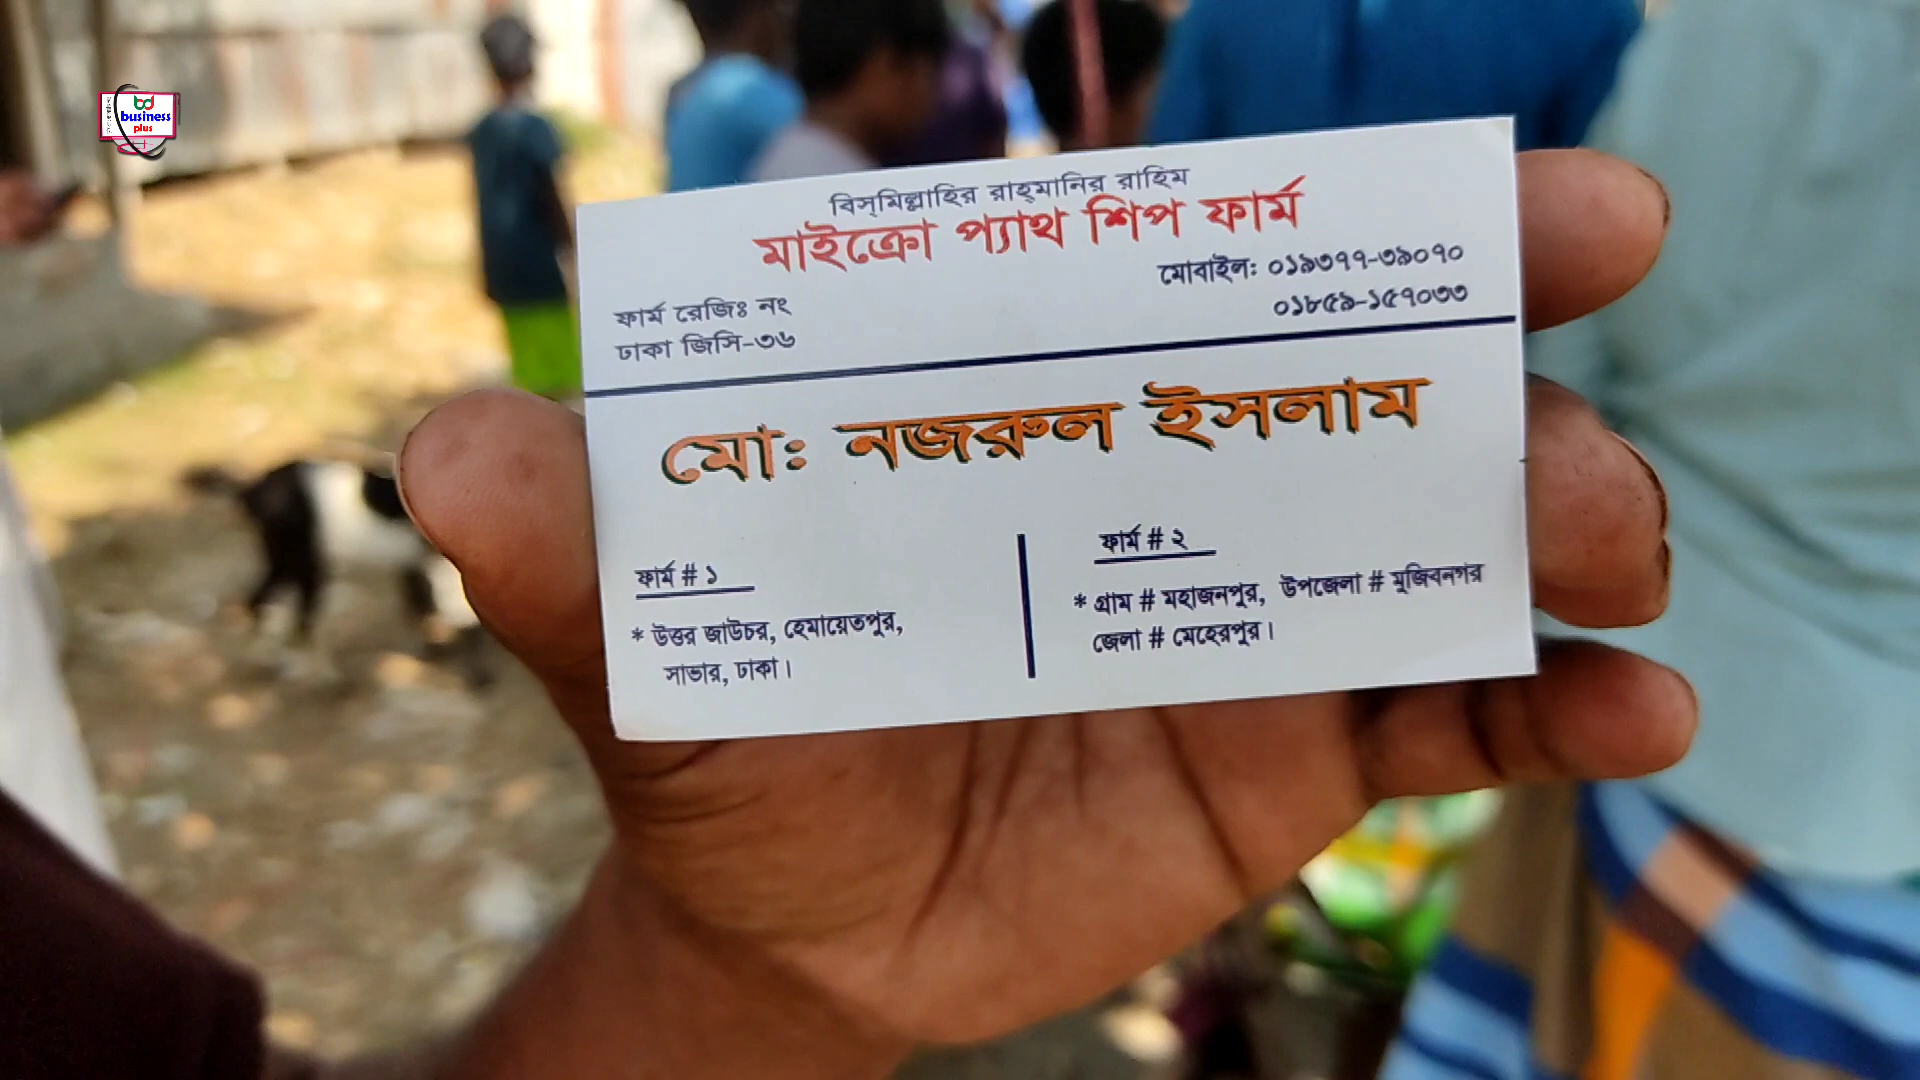 bd
business
plus
বিস্‌মিল্লাহির রাহ্‌মানির রাহিম
মাইক্রো প্যাথ শিপ ফার্ম
মোবাইল: ০১৯৩৭৭-৩৯০৭০
০১৮৫৯-১৫৭০৩৩
ফার্ম রেজিঃ নং
ঢাকা জিসি-৩৬
মো: নজরুল ইসলাম
ফার্ম # ১
* উত্তর জাউচর, হেমায়েতপুর,
সাভার, ঢাকা।
ফার্ম # ২
* গ্রাম # মহাজনপুর, উপজেলা # মুজিবনগর
জেলা # মেহেরপুর।